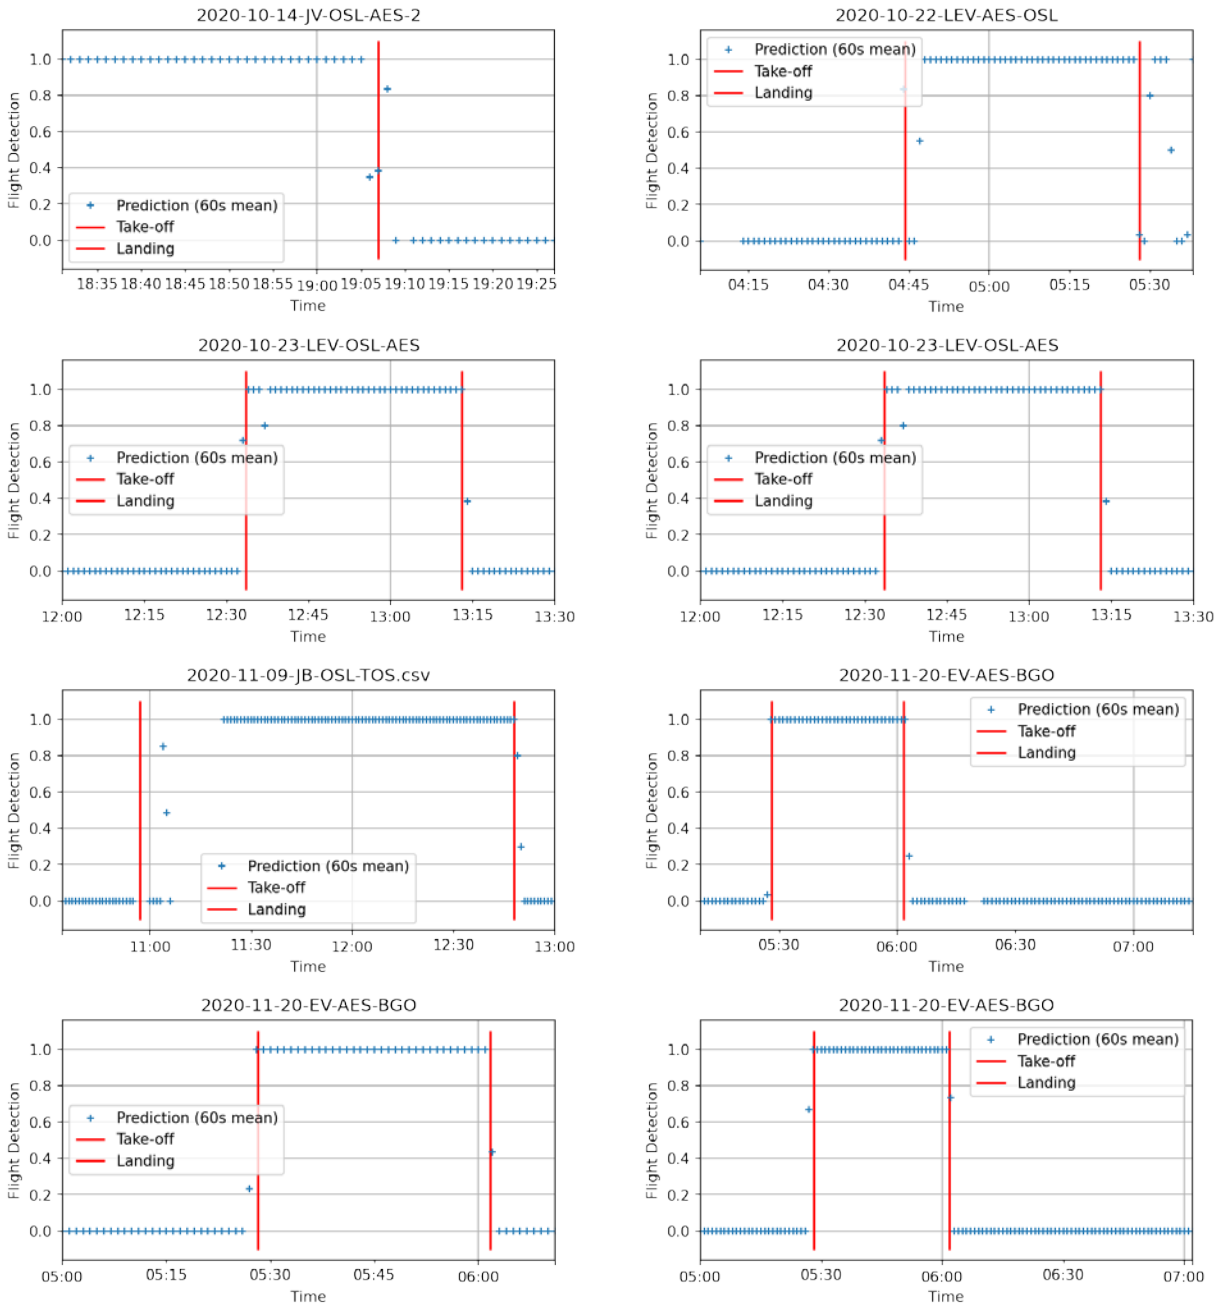 2020-10-14-JV-OSL-AES-2
Flight Detection
1.0
0.8
0.6
0.4
0.2
0.0
Prediction (60s mean)
Take-off
Landing
18:35 18:40 18:45 18:50 18:55 19:00 19:05 19:10 19:15 19:20 19:25
Time
2020-10-22-LEV-AES-OSL
Flight Detection
1.0
0.8
0.6
0.4
0.2
0.0
Prediction (60s mean)
Take-off
Landing
04:15 04:30 04:45 05:00 05:15 05:30
Time
2020-10-23-LEV-OSL-AES
Flight Detection
1.0
0.8
0.6
0.4
0.2
0.0
Prediction (60s mean)
Take-off
Landing
12:00 12:15 12:30 12:45 13:00 13:15 13:30
Time
2020-10-23-LEV-OSL-AES
Flight Detection
1.0
0.8
0.6
0.4
0.2
0.0
Prediction (60s mean)
Take-off
Landing
12:00 12:15 12:30 12:45 13:00 13:15 13:30
Time
2020-11-09-JB-OSL-TOS.csv
Flight Detection
1.0
0.8
0.6
0.4
0.2
0.0
Prediction (60s mean)
Take-off
Landing
11:00 11:30 12:00 12:30 13:00
Time
2020-11-20-EV-AES-BGO
Flight Detection
1.0
0.8
0.6
0.4
0.2
0.0
Prediction (60s mean)
Take-off
Landing
05:30 06:00 06:30 07:00
Time
2020-11-20-EV-AES-BGO
Flight Detection
1.0
0.8
0.6
0.4
0.2
0.0
Prediction (60s mean)
Take-off
Landing
05:00 05:15 05:30 05:45 06:00
Time
2020-11-20-EV-AES-BGO
Flight Detection
1.0
0.8
0.6
0.4
0.2
0.0
Prediction (60s mean)
Take-off
Landing
05:00 05:30 06:00 06:30 07:00
Time